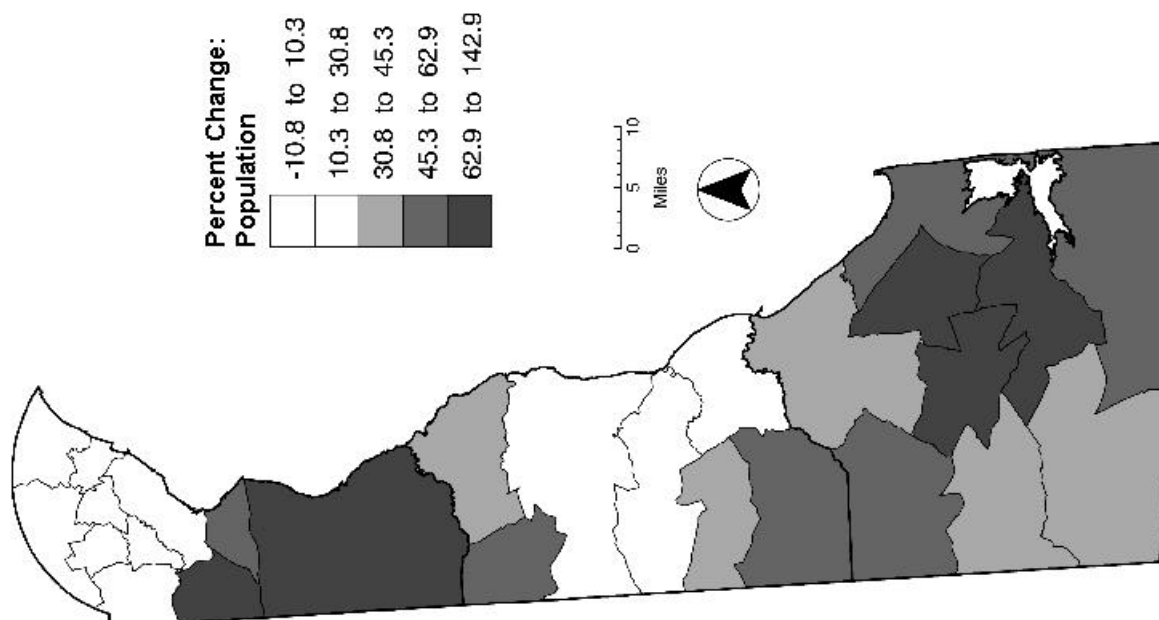 Percent Change:
Population
-10.8 to 10.3
10.3 to 30.8
30.8 to 45.3
45.3 to 62.9
62.9 to 142.9
0 5 10
Miles